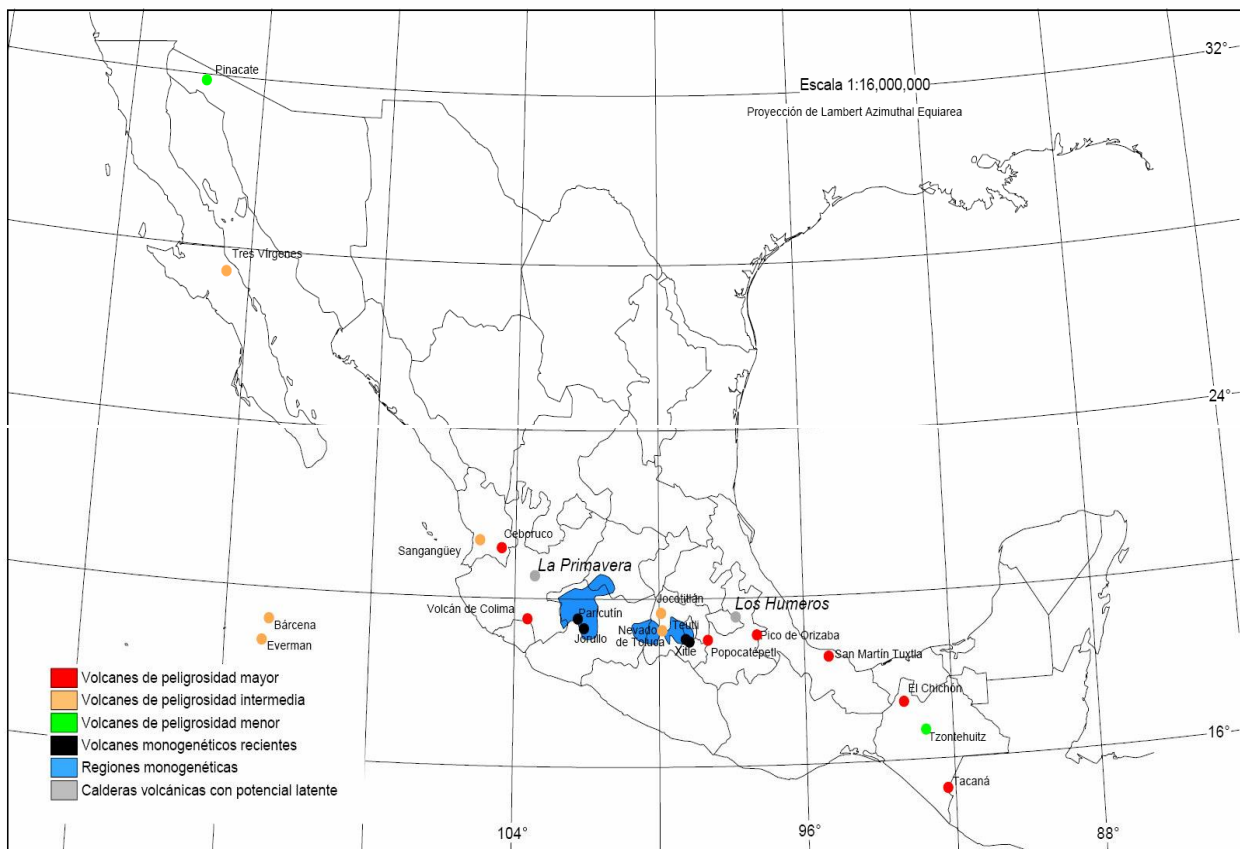 32°
Pinacate
Escala 1:16,000,000
Proyección de Lambert Azimuthal Equiarea
Tres Vírgenes
24°
Ceboruco
Sangangüey
La Primavera
Jocotitlán
Volcán de Colima
Paricutín
Los Humeros
Bárcena
Teutli
Nevado
de Toluca
Jorullo
Xitle
Pico de Orizaba
Everman
Popocatépetl
San Martín Tuxtla
Volcanes de peligrosidad mayor
Volcanes de peligrosidad intermedia
Volcanes de peligrosidad menor
Volcanes monogenéticos recientes
Regiones monogenéticas
Calderas volcánicas con potencial latente
El Chichón
Tzontehuitz
16°
Tacaná
104°
96°
88°